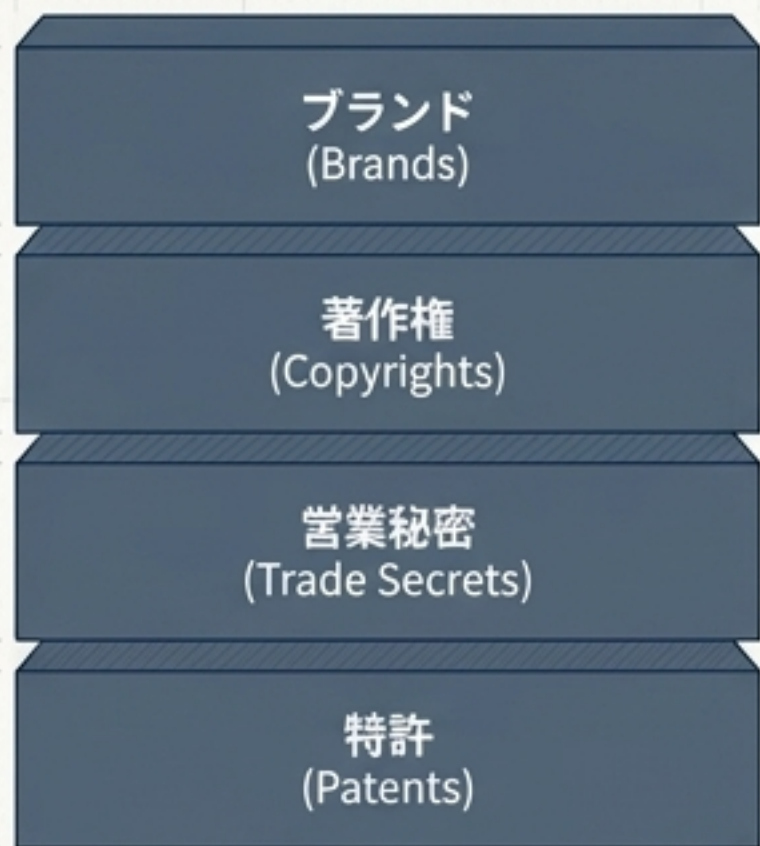 ブランド
(Brands)
著作権
(Copyrights)
営業秘密
(Trade Secrets)
特許
(Patents)